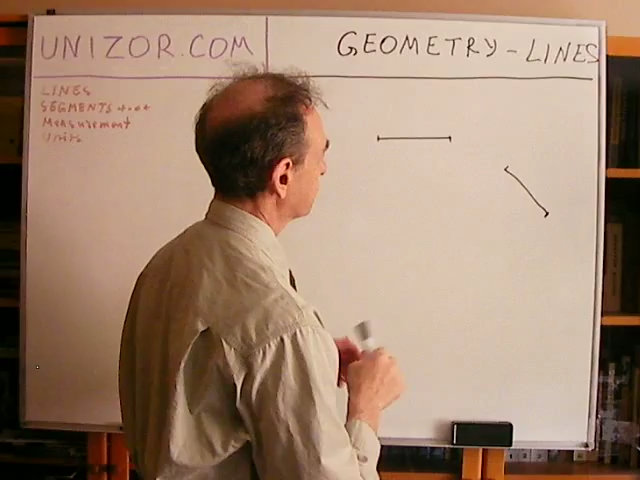 UNIZOR.COM
GEOMETRY - LINES
LINES
SEGMENTS
Measurement
Units